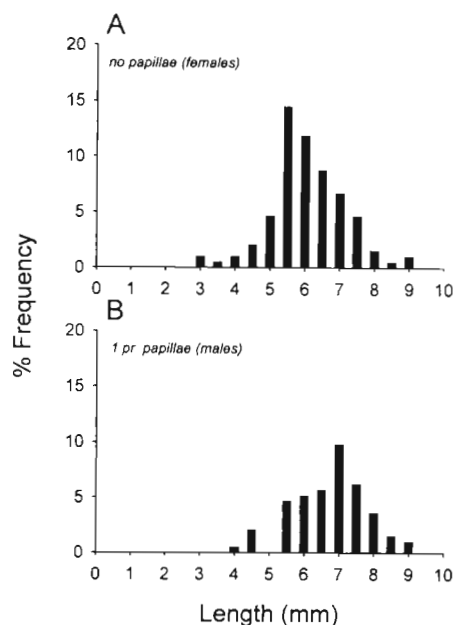 A
20
no papillae (females)
15
10
5
0
0 1 2 3 4 5 6 7 8 9 10
% Frequency
B
20
1 pr papillae (males)
15
10
5
0
0 1 2 3 4 5 6 7 8 9 10
Length (mm)